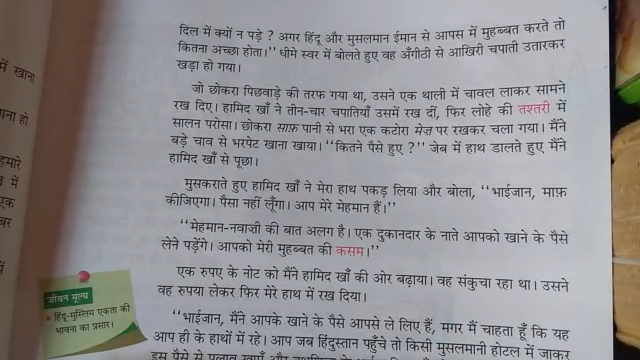 दिल में क्यों न पड़े ? अगर हिंदू और मुसलमान ईमान से आपस में मुहब्बत करते तो
कितना अच्छा होता।'' धीमे स्वर में बोलते हुए वह अँगीठी से आखिरी चपाती उतारकर
खड़ा हो गया।
जो छोकरा पिछवाड़े की तरफ गया था, उसने एक थाली में चावल लाकर सामने
रख दिए। हामिद खाँ ने तीन-चार चपातियाँ उसमें रख दीं, फिर लोहे की तश्तरी में
सालन परोसा। छोकरा साफ़ पानी से भरा एक कटोरा मेज पर रखकर चला गया। मैंने
बड़े चाव से भरपेट खाना खाया। ''कितने पैसे हुए ?'' जेब में हाथ डालते हुए मैंने
हामिद खाँ से पूछा।
मुसकराते हुए हामिद खाँ ने मेरा हाथ पकड़ लिया और बोला, ''भाईजान, माफ़
कीजिएगा। पैसा नहीं लूँगा। आप मेरे मेहमान हैं।''
''मेहमान-नवाज़ी की बात अलग है। एक दुकानदार के नाते आपको खाने के पैसे
लेने पड़ेंगे। आपको मेरी मुहब्बत की कसम।''
एक रुपए के नोट को मैंने हामिद खाँ की ओर बढ़ाया। वह सकुचा रहा था। उसने
वह रुपया लेकर फिर मेरे हाथ में रख दिया।
''भाईजान, मैंने आपके खाने के पैसे आपसे ले लिए हैं, मगर मैं चाहता हूँ कि यह
आप ही के हाथों में रहे। आप जब हिंदुस्तान पहुँचे तो किसी मुसलमानी होटल में जाकर
इस पैसे से पुलाव खाएँ और
जीवन मूल्य
• हिंदू-मुस्लिम एकता की
भावना का प्रसार।
में खाना
हमारे
में
एक